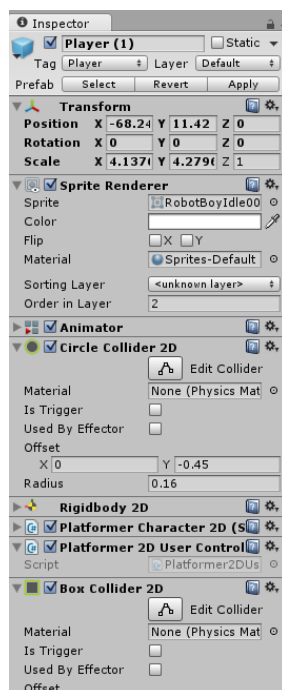 Inspector
Player (1) Static
Tag Player Layer Default
Prefab Select Revert Apply
Transform
Position X -68.24 Y 11.42 Z 0
Rotation X 0 Y 0 Z 0
Scale X 4.137 Y 4.279 Z 1
Sprite Renderer
Sprite RobotBoyIdle00
Color
Flip X Y
Material Sprites-Default
Sorting Layer <unknown layer>
Order in Layer 2
Animator
Circle Collider 2D
Edit Collider
Material None (Physics Mat
Is Trigger
Used By Effector
Offset
X 0 Y -0.45
Radius 0.16
Rigidbody 2D
Platformer Character 2D (S
Platformer 2D User Control
Script Platformer2DUs
Box Collider 2D
Edit Collider
Material None (Physics Mat
Is Trigger
Used By Effector
Offset